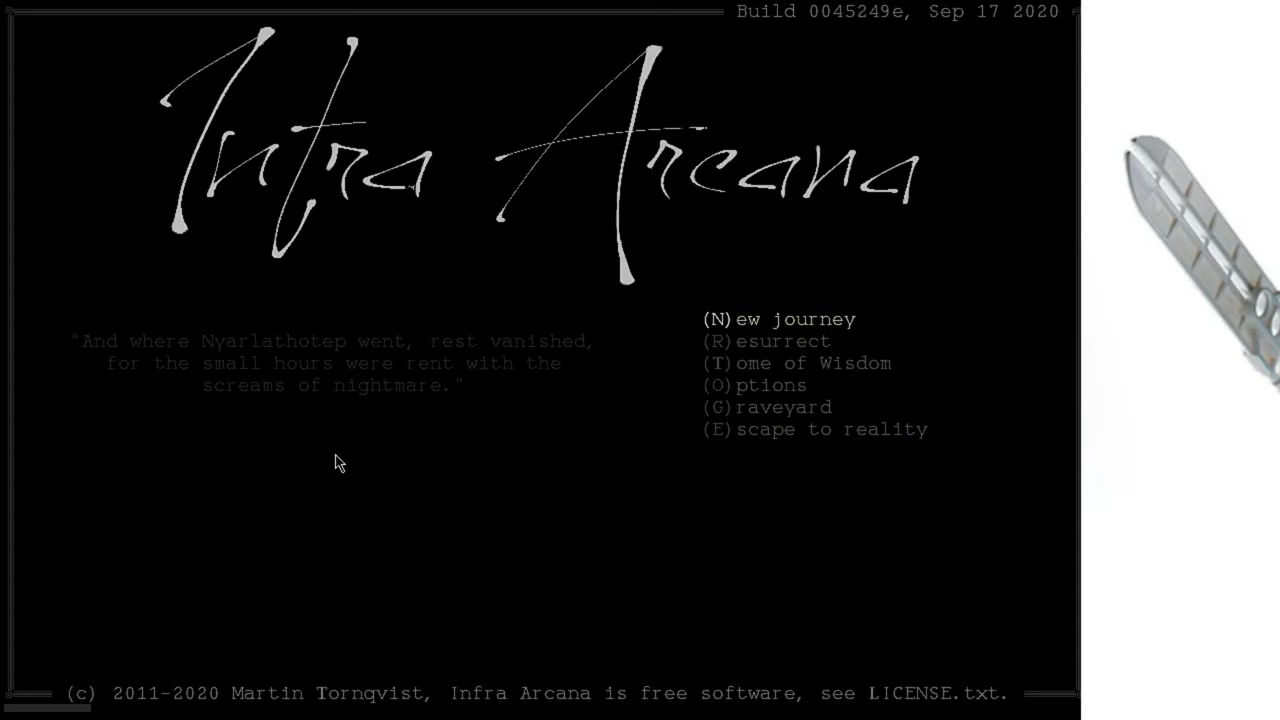 Build 0045249e, Sep 17 2020
Infra Arcana
"And where Nyarlathotep went, rest vanished,
for the small hours were rent with the
screams of nightmare."
(N)ew journey
(R)esurrect
(T)ome of Wisdom
(O)ptions
(G)raveyard
(E)scape to reality
(c) 2011-2020 Martin Tornqvist, Infra Arcana is free software, see LICENSE.txt.